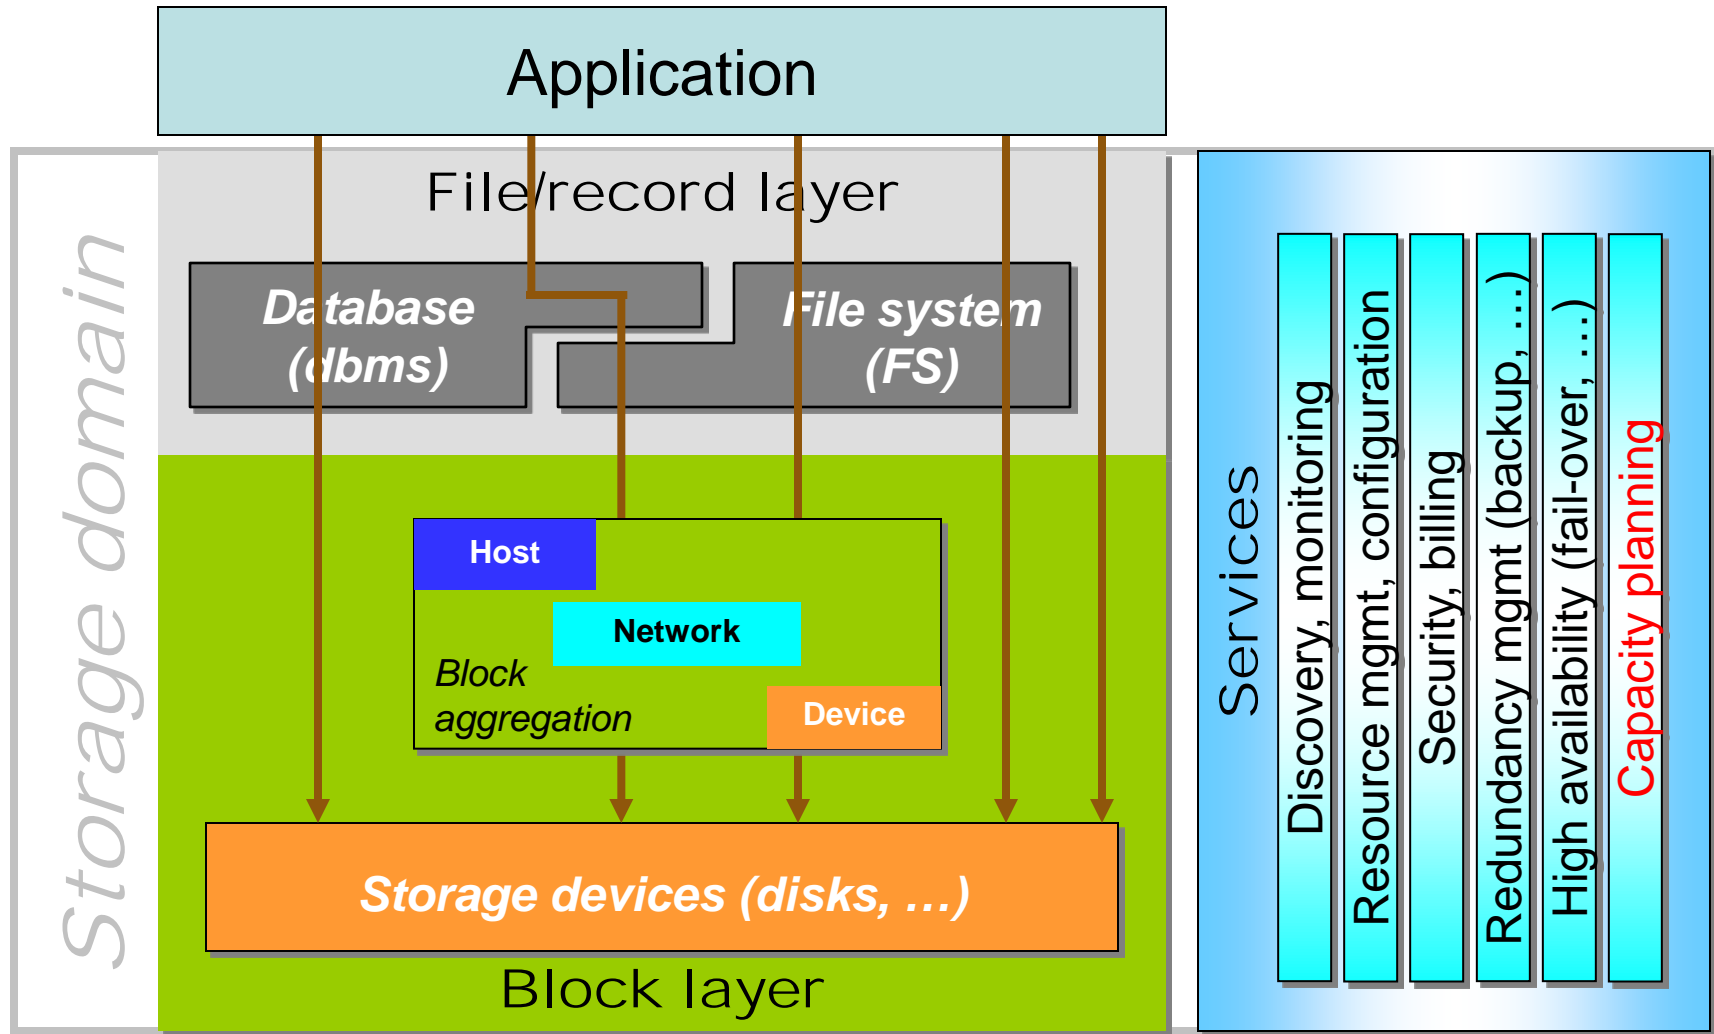 Application
Storage domain
File/record layer
Database
(dbms)
File system
(FS)
Host
Network
Block
aggregation
Device
Storage devices (disks, …)
Block layer
Services
Discovery, monitoring
Resource mgmt, configuration
Security, billing
Redundancy mgmt (backup, …)
High availability (fail-over, …)
Capacity planning